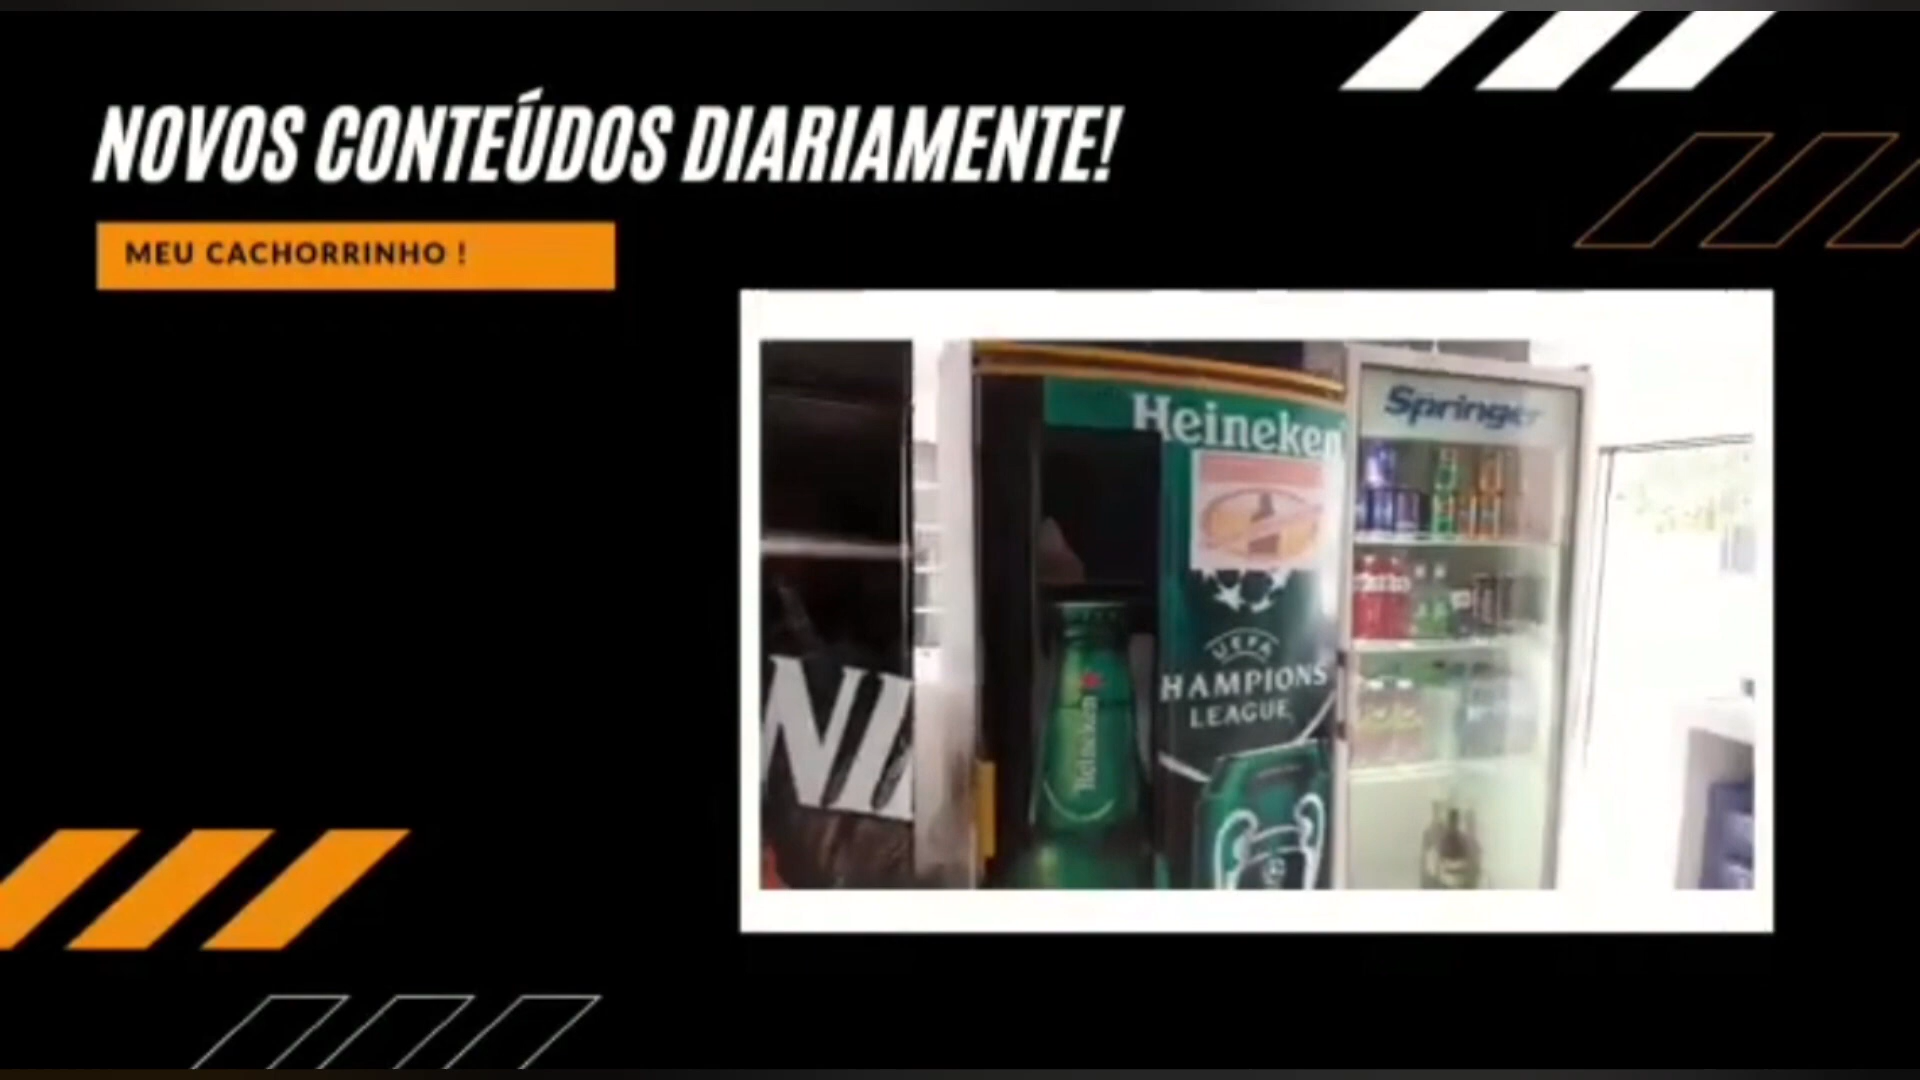 NOVOS CONTEÚDOS DIARIAMENTE!
MEU CACHORRINHO !
Heineken
Springer
UEFA
HAMPIONS
LEAGUE
Heineken